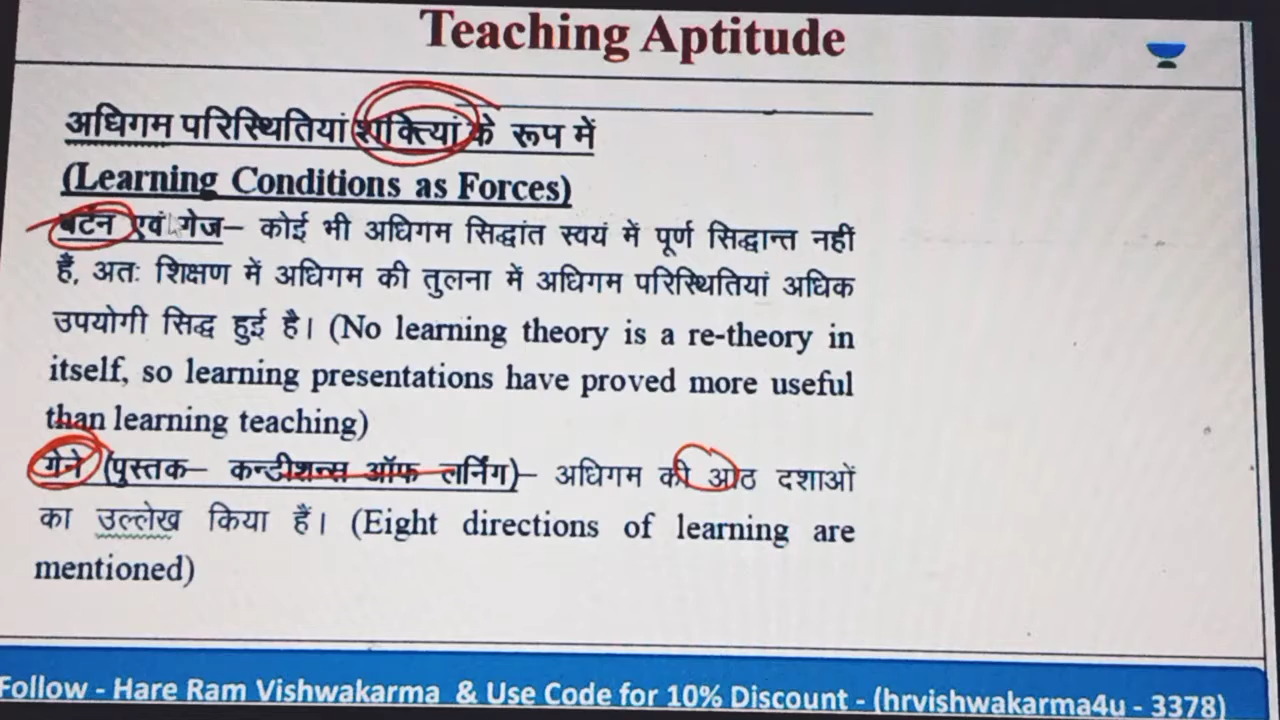 Teaching Aptitude
अधिगम परिस्थितियां शक्तियां के रूप में
(Learning Conditions as Forces)
बर्टन एवं गेज– कोई भी अधिगम सिद्धांत स्वयं में पूर्ण सिद्धान्त नहीं
है, अतः शिक्षण में अधिगम की तुलना में अधिगम परिस्थितियां अधिक
उपयोगी सिद्ध हुई है। (No learning theory is a re-theory in
itself, so learning presentations have proved more useful
than learning teaching)
गेने (पुस्तक– कन्डीशन्स ऑफ लर्निंग)– अधिगम की आठ दशाओं
का उल्लेख किया है। (Eight directions of learning are
mentioned)
Follow - Hare Ram Vishwakarma & Use Code for 10% Discount - (hrvishwakarma4u - 3378)